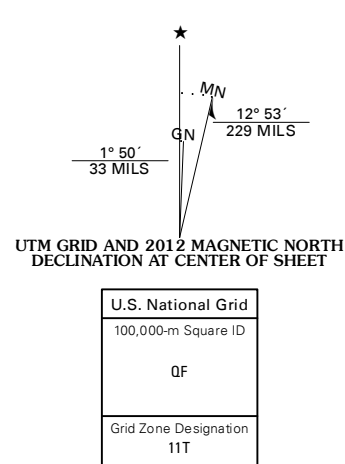 ★
MN
12° 53´
229 MILS
GN
1° 50´
33 MILS
UTM GRID AND 2012 MAGNETIC NORTH
DECLINATION AT CENTER OF SHEET
U.S. National Grid
100,000-m Square ID
QF
Grid Zone Designation
11T